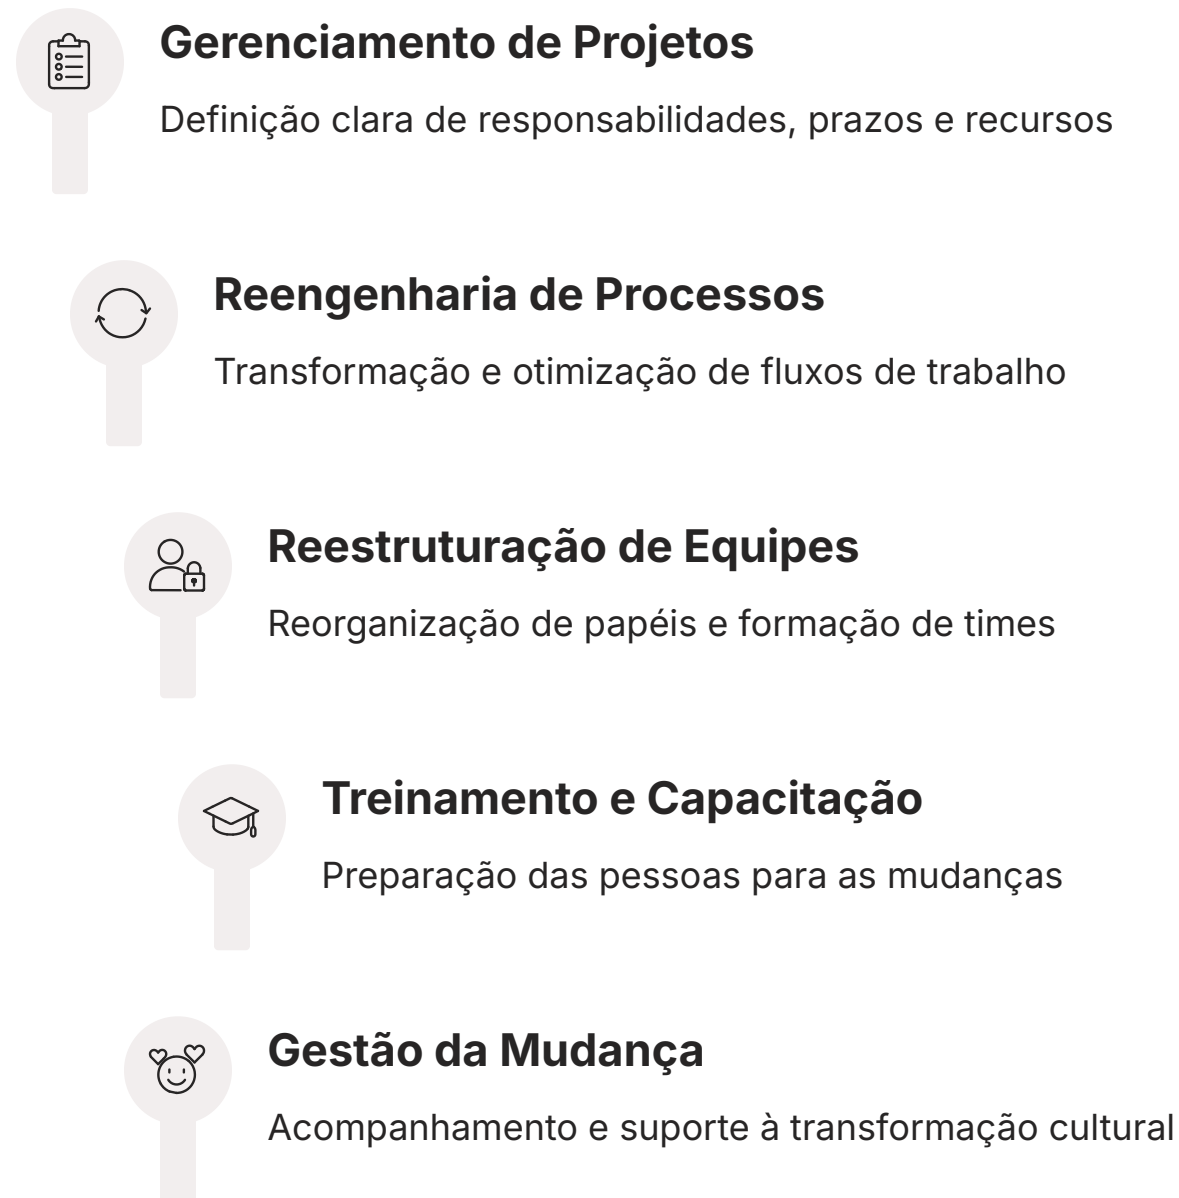 Gerenciamento de Projetos
Definição clara de responsabilidades, prazos e recursos
Reengenharia de Processos
Transformação e otimização de fluxos de trabalho
Reestruturação de Equipes
Reorganização de papéis e formação de times
Treinamento e Capacitação
Preparação das pessoas para as mudanças
Gestão da Mudança
Acompanhamento e suporte à transformação cultural